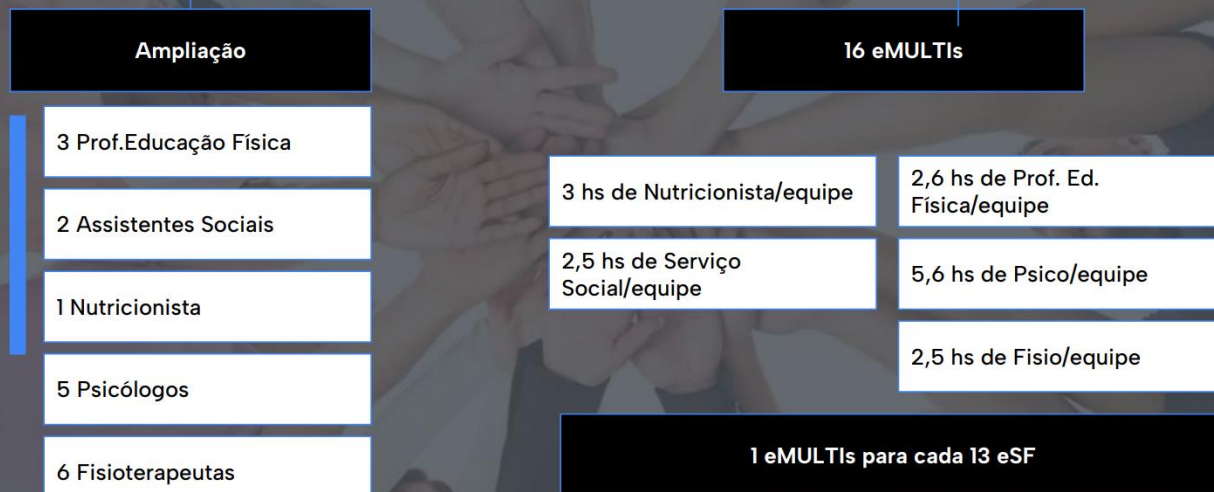 Ampliação
3 Prof.Educação Física
2 Assistentes Sociais
1 Nutricionista
5 Psicólogos
6 Fisioterapeutas
16 eMULTIs
3 hs de Nutricionista/equipe
2,5 hs de Serviço
Social/equipe
2,6 hs de Prof. Ed.
Física/equipe
5,6 hs de Psico/equipe
2,5 hs de Fisio/equipe
1 eMULTIs para cada 13 eSF